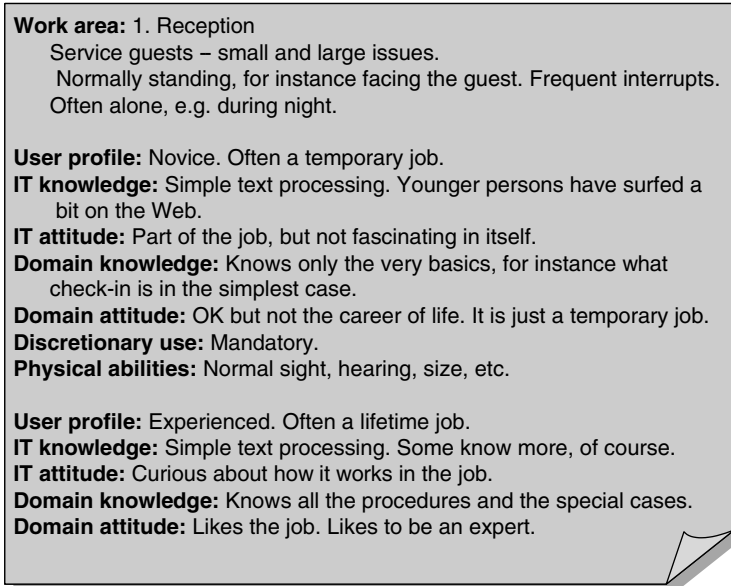 Work area: 1. Reception
Service guests – small and large issues.
Normally standing, for instance facing the guest. Frequent interrupts.
Often alone, e.g. during night.
User profile: Novice. Often a temporary job.
IT knowledge: Simple text processing. Younger persons have surfed a
bit on the Web.
IT attitude: Part of the job, but not fascinating in itself.
Domain knowledge: Knows only the very basics, for instance what
check-in is in the simplest case.
Domain attitude: OK but not the career of life. It is just a temporary job.
Discretionary use: Mandatory.
Physical abilities: Normal sight, hearing, size, etc.
User profile: Experienced. Often a lifetime job.
IT knowledge: Simple text processing. Some know more, of course.
IT attitude: Curious about how it works in the job.
Domain knowledge: Knows all the procedures and the special cases.
Domain attitude: Likes the job. Likes to be an expert.